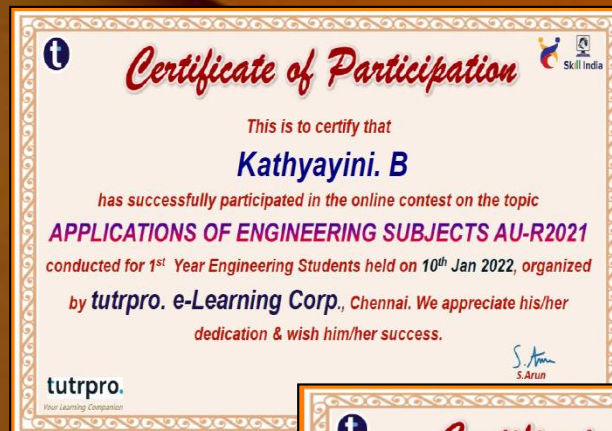 t
Certificate of Participation
Skill India
This is to certify that
Kathyayini. B
has successfully participated in the online contest on the topic
APPLICATIONS OF ENGINEERING SUBJECTS AU-R2021
conducted for 1st Year Engineering Students held on 10th Jan 2022, organized
by tutrpro. e-Learning Corp., Chennai. We appreciate his/her
dedication & wish him/her success.
S. Arun
S.Arun
tutrpro.
Your Learning Companion
t